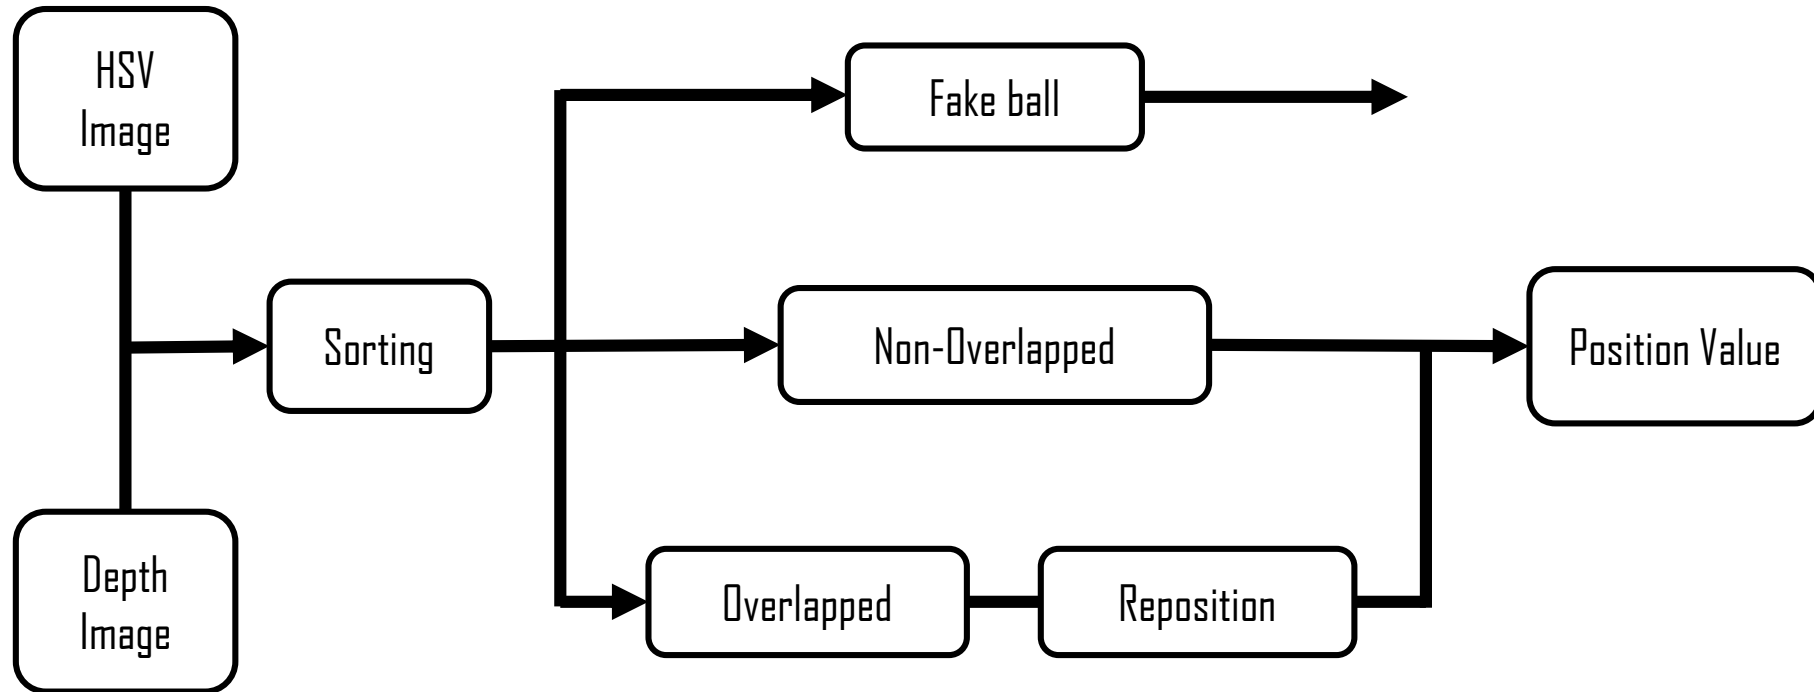 HSV
Image
Fake ball
Sorting
Non-Overlapped
Position Value
Depth
Image
Overlapped
Reposition